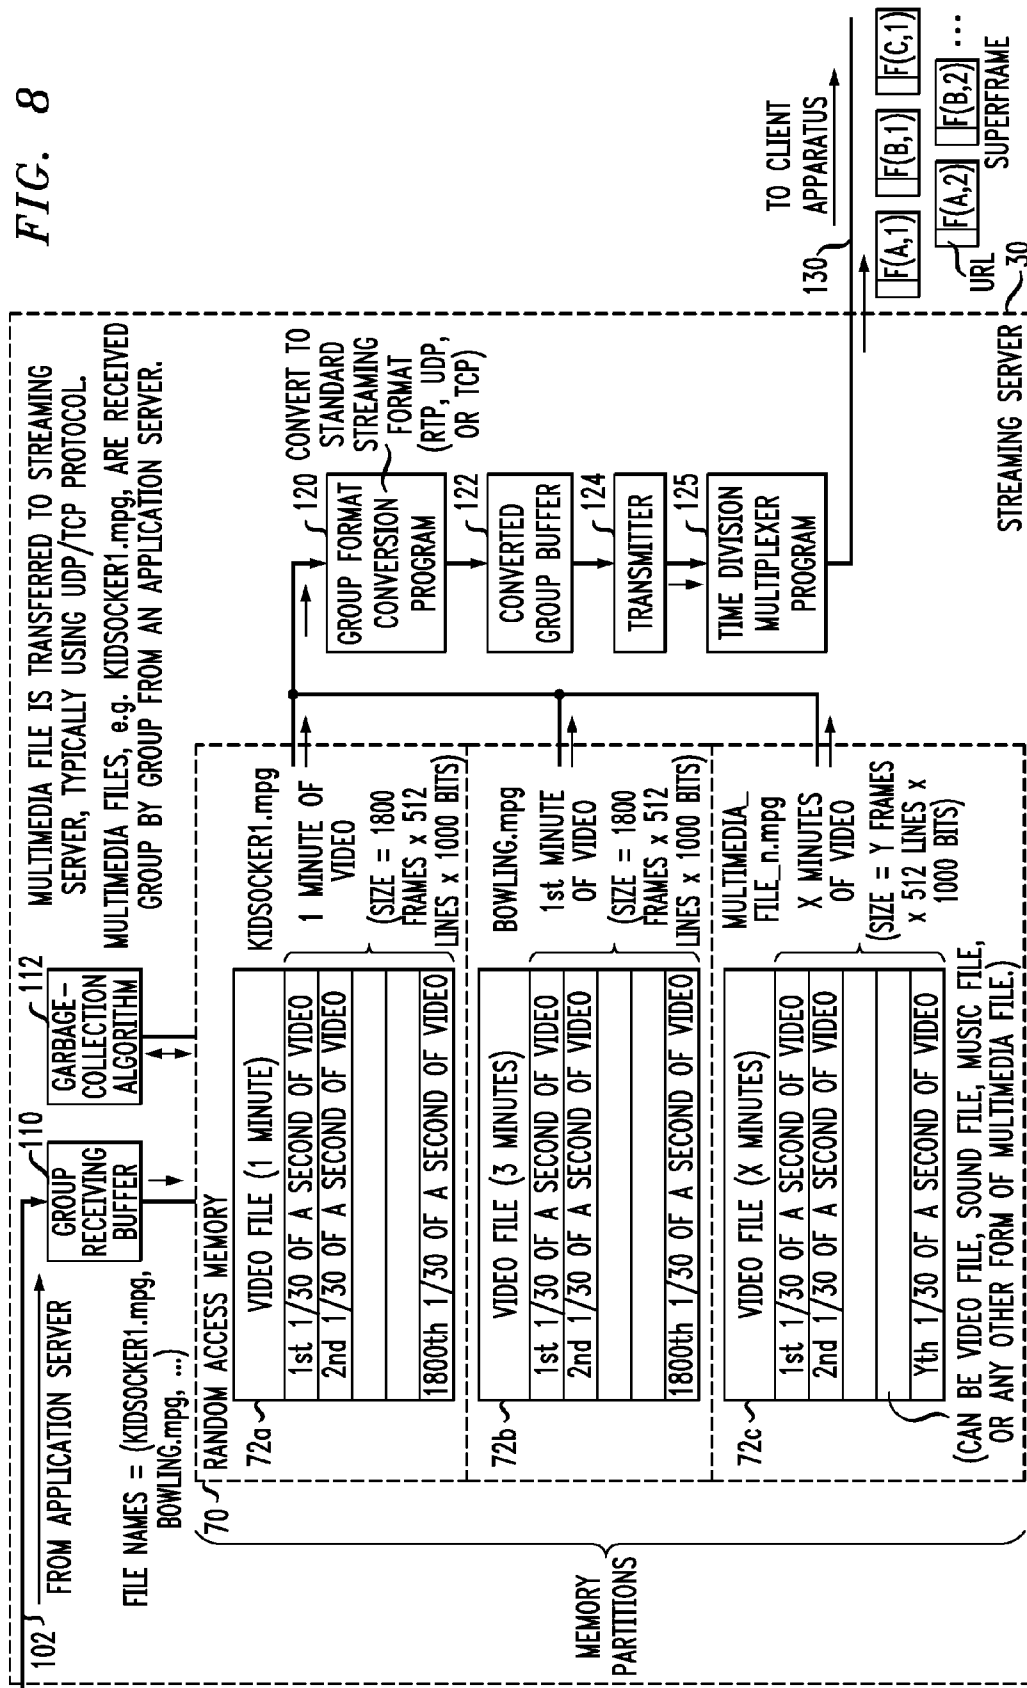 FIG. 8
102
FROM APPLICATION SERVER
FILE NAMES = (KIDSOCKER1.mpg,
BOWLING.mpg, ...)
110
GROUP
RECEIVING
BUFFER
112
GARBAGE-
COLLECTION
ALGORITHM
MULTIMEDIA FILE IS TRANSFERRED TO STREAMING
SERVER, TYPICALLY USING UDP/TCP PROTOCOL.
MULTIMEDIA FILES, e.g. KIDSOCKER1.mpg, ARE RECEIVED
GROUP BY GROUP FROM AN APPLICATION SERVER.
MEMORY
PARTITIONS
70
RANDOM ACCESS MEMORY
72a
VIDEO FILE (1 MINUTE)
1st 1/30 OF A SECOND OF VIDEO
2nd 1/30 OF A SECOND OF VIDEO
1800th 1/30 OF A SECOND OF VIDEO
KIDSOCKER1.mpg
1 MINUTE OF
VIDEO
(SIZE = 1800
FRAMES x 512
LINES x 1000 BITS)
72b
VIDEO FILE (3 MINUTES)
1st 1/30 OF A SECOND OF VIDEO
2nd 1/30 OF A SECOND OF VIDEO
1800th 1/30 OF A SECOND OF VIDEO
BOWLING.mpg
1st MINUTE
OF VIDEO
(SIZE = 1800
FRAMES x 512
LINES x 1000 BITS)
72c
VIDEO FILE (X MINUTES)
1st 1/30 OF A SECOND OF VIDEO
2nd 1/30 OF A SECOND OF VIDEO
Yth 1/30 OF A SECOND OF VIDEO
MULTIMEDIA_
FILE_n.mpg
X MINUTES
OF VIDEO
(SIZE = Y FRAMES
x 512 LINES x
1000 BITS)
(CAN BE VIDEO FILE, SOUND FILE, MUSIC FILE,
OR ANY OTHER FORM OF MULTIMEDIA FILE.)
120
GROUP FORMAT
CONVERSION
PROGRAM
CONVERT TO
STANDARD
STREAMING
FORMAT
(RTP, UDP,
OR TCP)
122
CONVERTED
GROUP BUFFER
124
TRANSMITTER
125
TIME DIVISION
MULTIPLEXER
PROGRAM
130
TO CLIENT
APPARATUS
F(A,1)
F(B,1)
F(C,1)
F(A,2)
F(B,2)
...
URL
SUPERFRAME
STREAMING SERVER
30